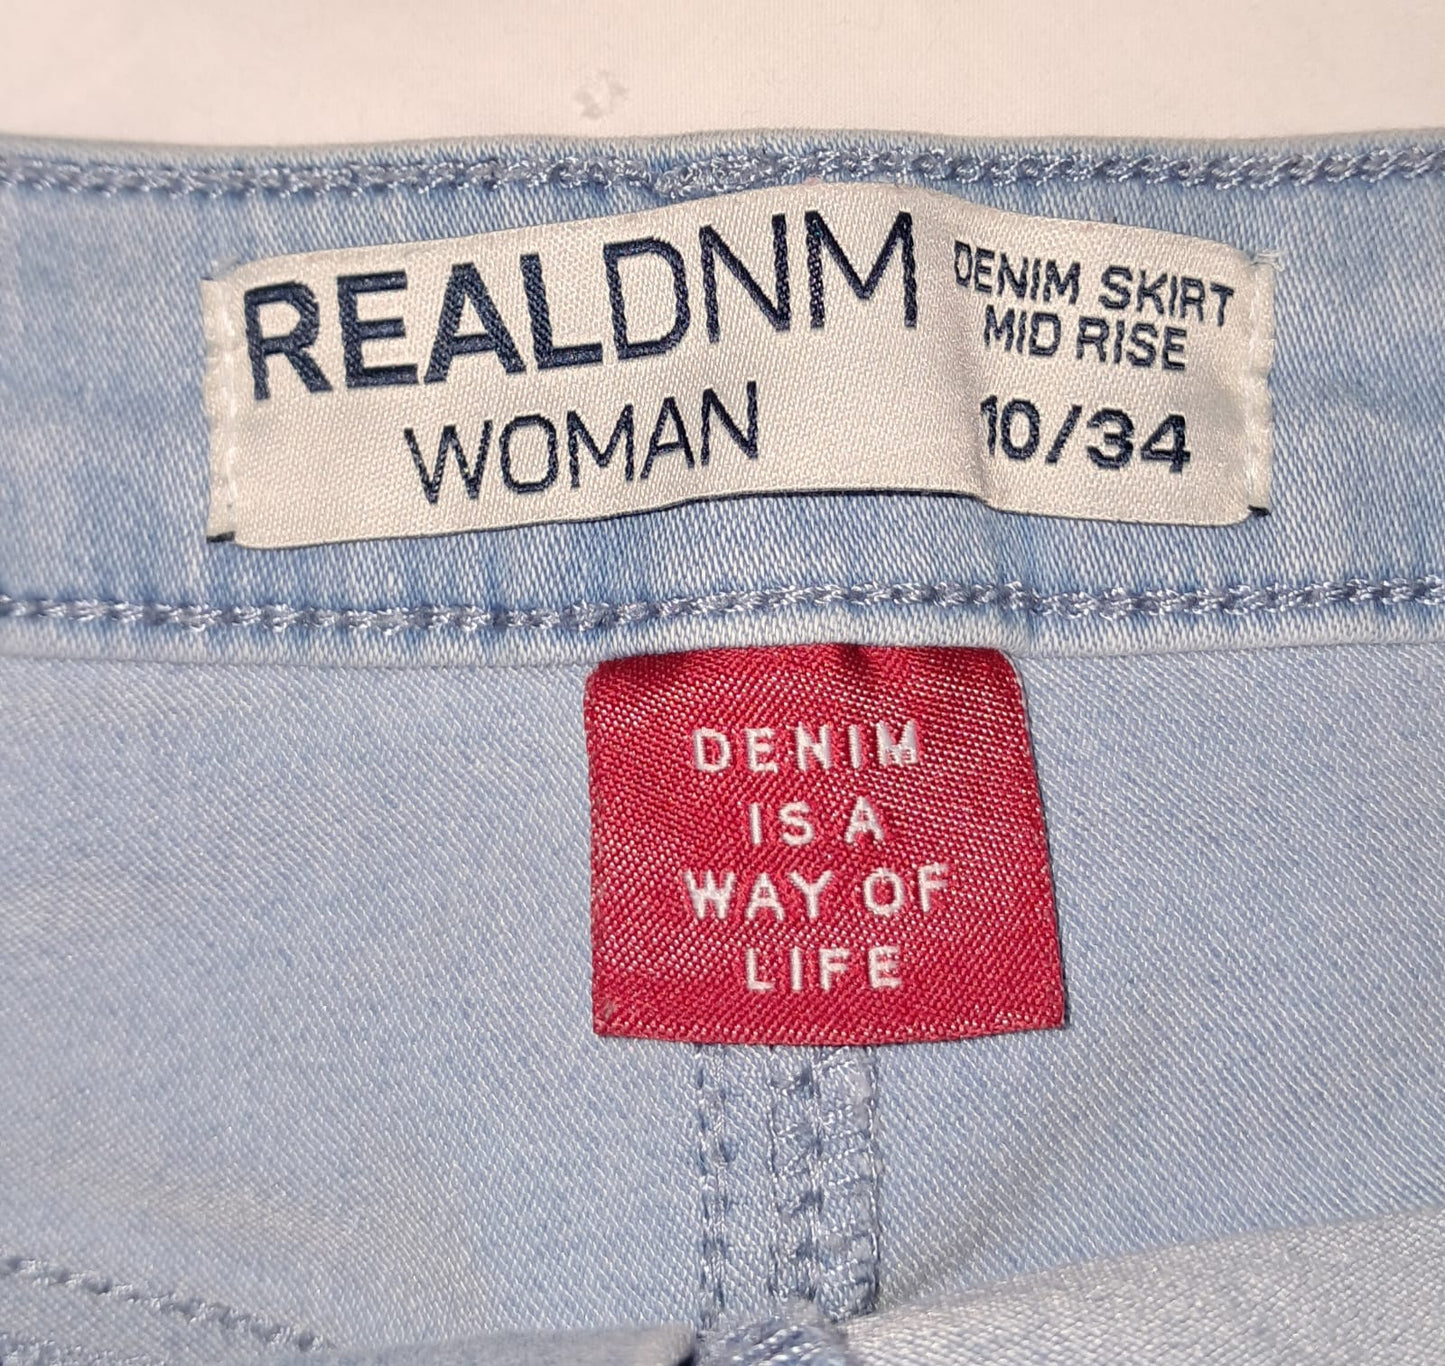 REALDNM
WOMAN
DENIM SKIRT
MID RISE
10/34
DENIM
IS A
WAY OF
LIFE